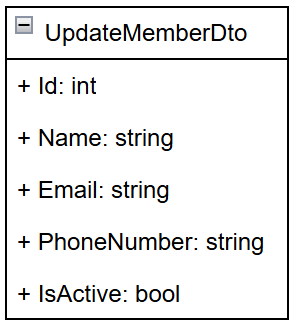 UpdateMemberDto
+ Id: int
+ Name: string
+ Email: string
+ PhoneNumber: string
+ IsActive: bool